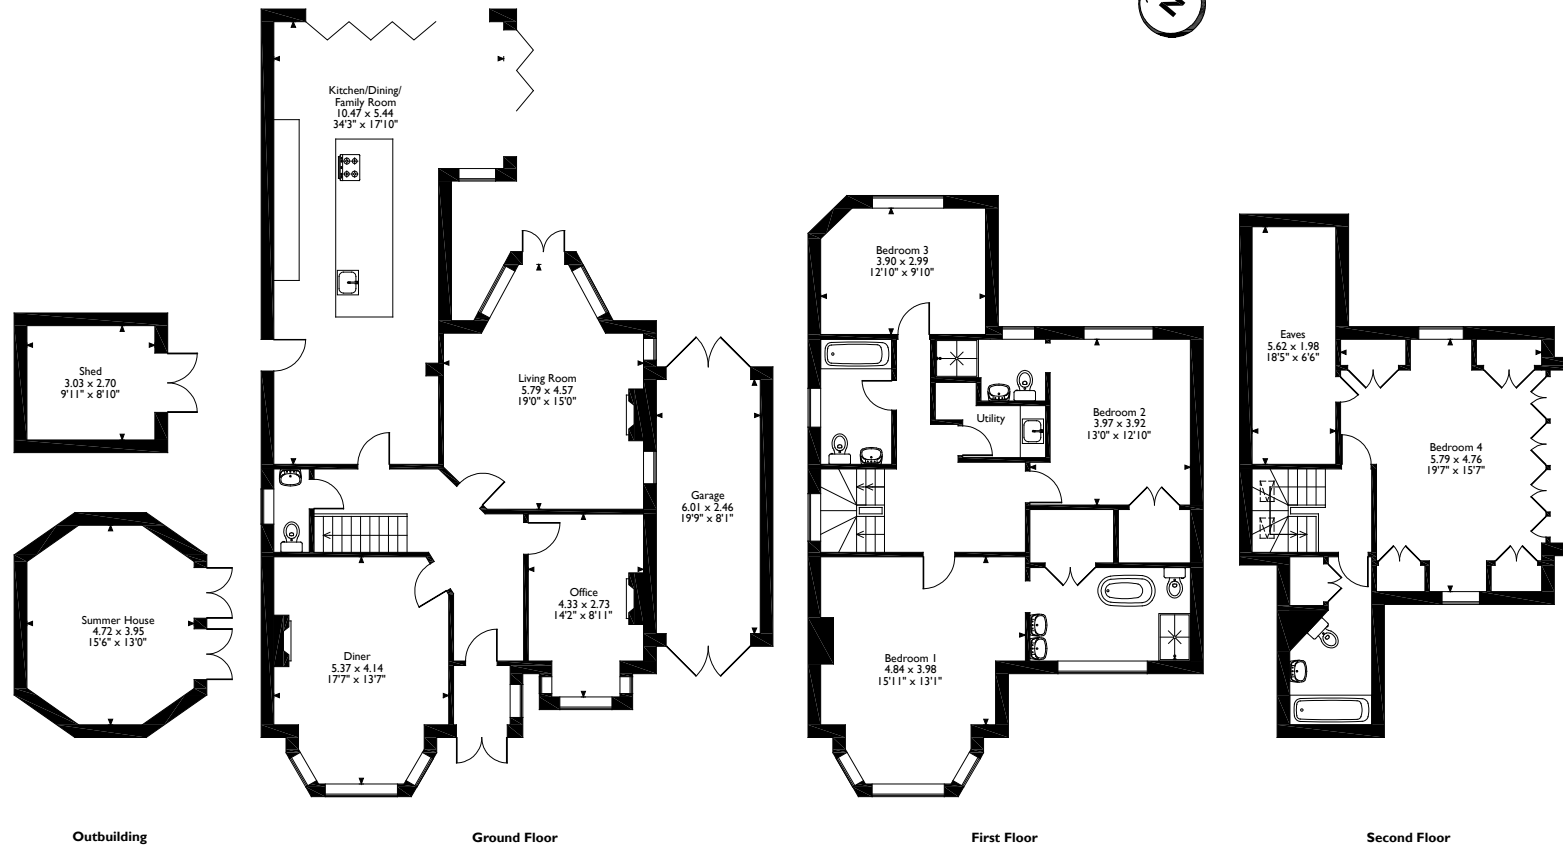 N
Kitchen/Dining/
Family Room
10.47 x 5.44
34'3" x 17'10"
Shed
3.03 x 2.70
9'11" x 8'10"
Living Room
5.79 x 4.57
19'0" x 15'0"
Garage
6.01 x 2.46
19'9" x 8'1"
Office
4.33 x 2.73
14'2" x 8'11"
Summer House
4.72 x 3.95
15'6" x 13'0"
Diner
5.37 x 4.14
17'7" x 13'7"
Bedroom 3
3.90 x 2.99
12'10" x 9'10"
Utility
Bedroom 2
3.97 x 3.92
13'0" x 12'10"
Bedroom 1
4.84 x 3.98
15'11" x 13'1"
Eaves
5.62 x 1.98
18'5" x 6'6"
Bedroom 4
5.79 x 4.76
19'7" x 15'7"
Outbuilding
Ground Floor
First Floor
Second Floor